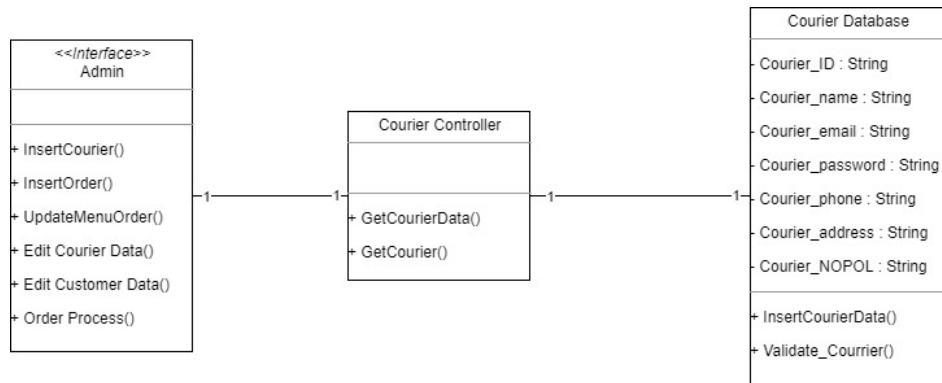 <<Interface>>
Admin
+ InsertCourier()
+ InsertOrder()
+ UpdateMenuOrder()
+ Edit Courier Data()
+ Edit Customer Data()
+ Order Process()
1
1
Courier Controller
+ GetCourierData()
+ GetCourier()
1
1
Courier Database
- Courier_ID : String
- Courier_name : String
- Courier_email : String
- Courier_password : String
- Courier_phone : String
- Courier_address : String
- Courier_NOPOL : String
+ InsertCourierData()
+ Validate_Courrier()